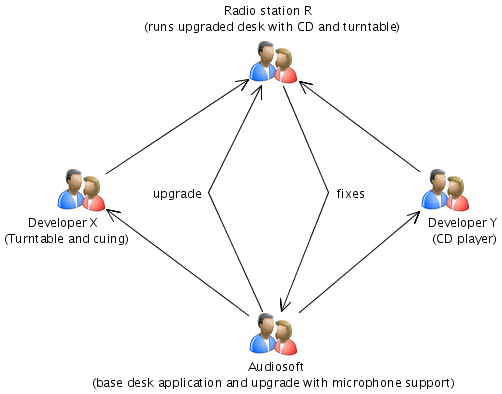 Radio station R
(runs upgraded desk with CD and turntable)
upgrade
fixes
Developer X
(Turntable and cuing)
Developer Y
(CD player)
Audiosoft
(base desk application and upgrade with microphone support)